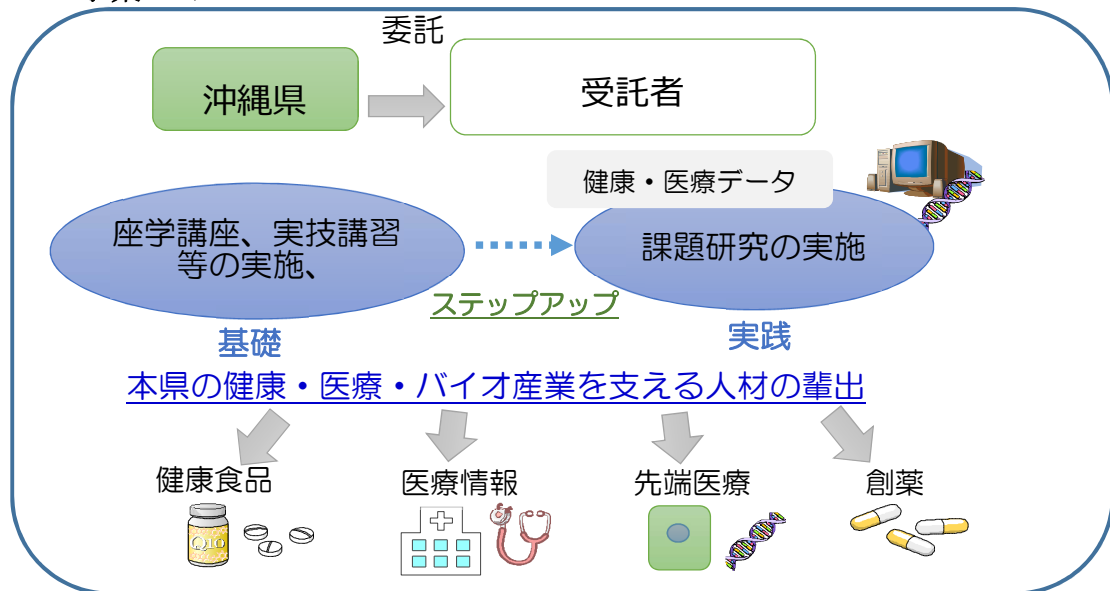 委託
沖縄県
受託者
健康・医療データ
座学講座、実技講習
等の実施、
課題研究の実施
ステップアップ
基礎
実践
本県の健康・医療・バイオ産業を支える人材の輩出
健康食品
医療情報
先端医療
創薬
Q10